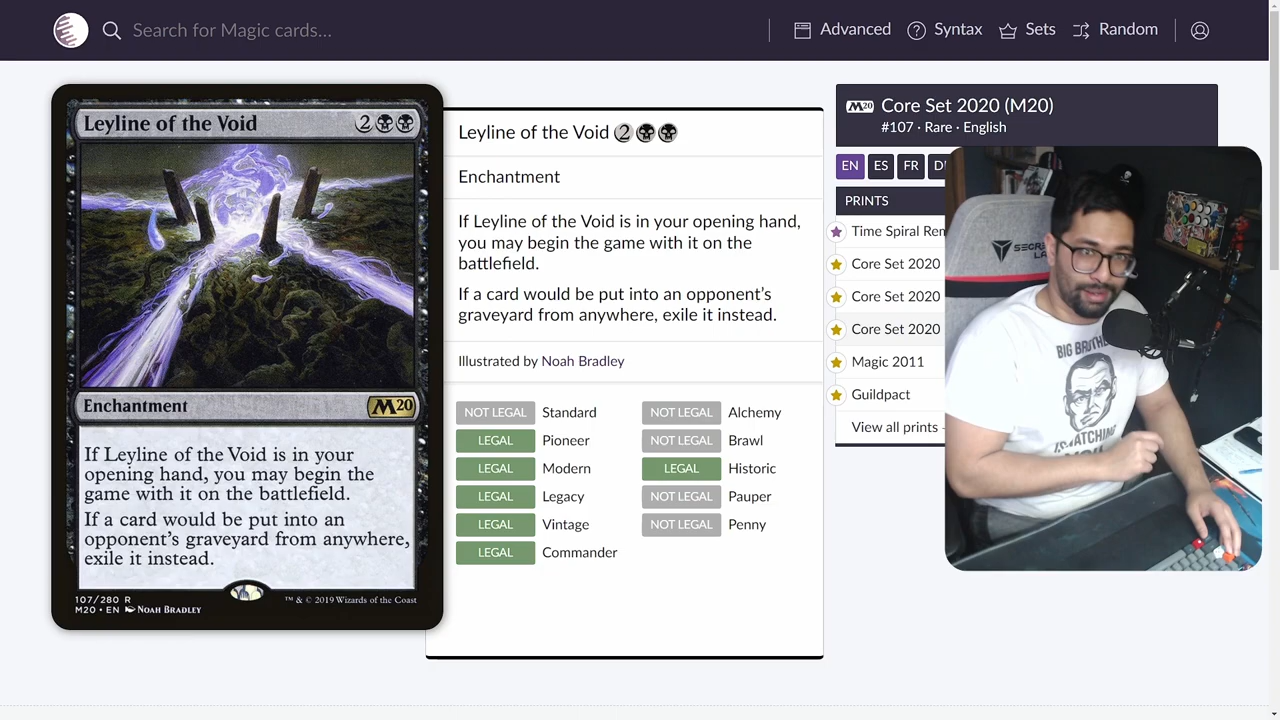 Search for Magic cards...
Advanced
Syntax
Sets
Random
Leyline of the Void 2
Enchantment
M20
If Leyline of the Void is in your
opening hand, you may begin the
game with it on the battlefield.
If a card would be put into an
opponent's graveyard from anywhere,
exile it instead.
107/280 R
M20 • EN Noah Bradley
™ & © 2019 Wizards of the Coast
Leyline of the Void 2
Enchantment
If Leyline of the Void is in your opening hand,
you may begin the game with it on the
battlefield.
If a card would be put into an opponent's
graveyard from anywhere, exile it instead.
Illustrated by Noah Bradley
NOT LEGAL Standard
NOT LEGAL Alchemy
LEGAL Pioneer
NOT LEGAL Brawl
LEGAL Modern
LEGAL Historic
LEGAL Legacy
NOT LEGAL Pauper
LEGAL Vintage
NOT LEGAL Penny
LEGAL Commander
M20 Core Set 2020 (M20)
#107 · Rare · English
EN ES FR
PRINTS
Time Spiral
Core Set 2020
Core Set 2020
Core Set 2020
Magic 2011
Guildpact
View all prints
BIG BROTHER